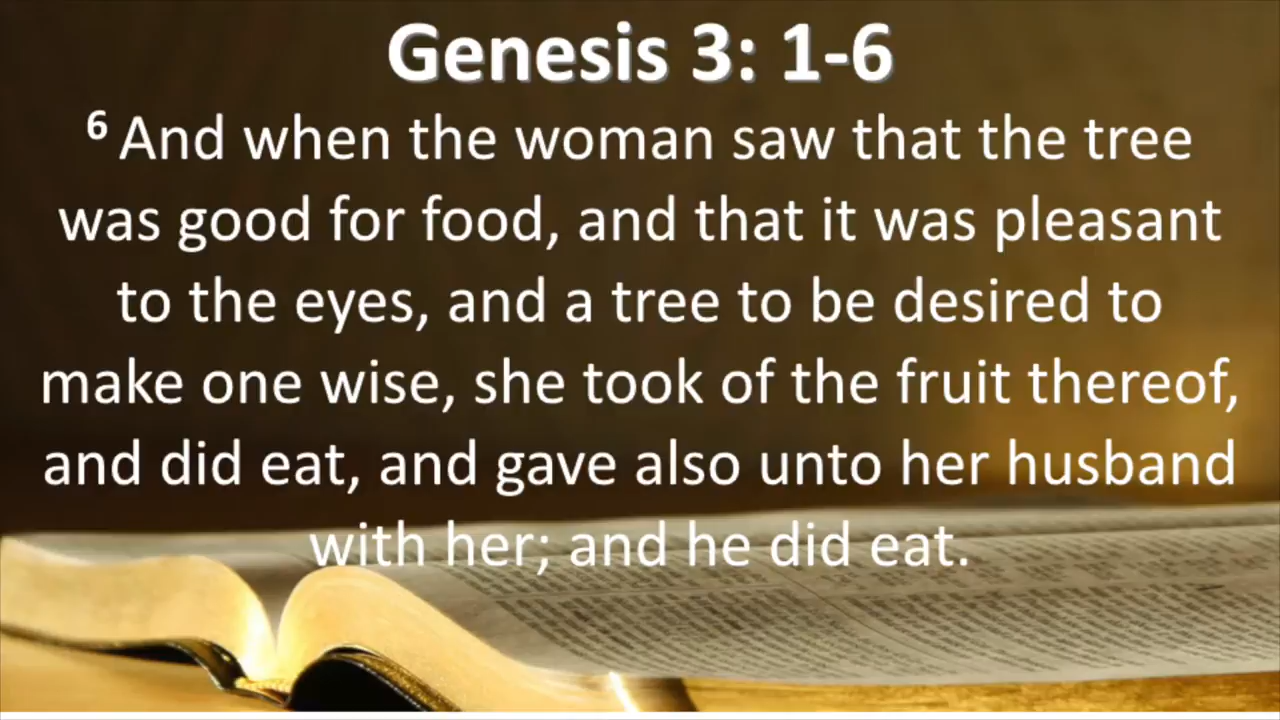 Genesis 3: 1-6
6 And when the woman saw that the tree
was good for food, and that it was pleasant
to the eyes, and a tree to be desired to
make one wise, she took of the fruit thereof,
and did eat, and gave also unto her husband
with her; and he did eat.